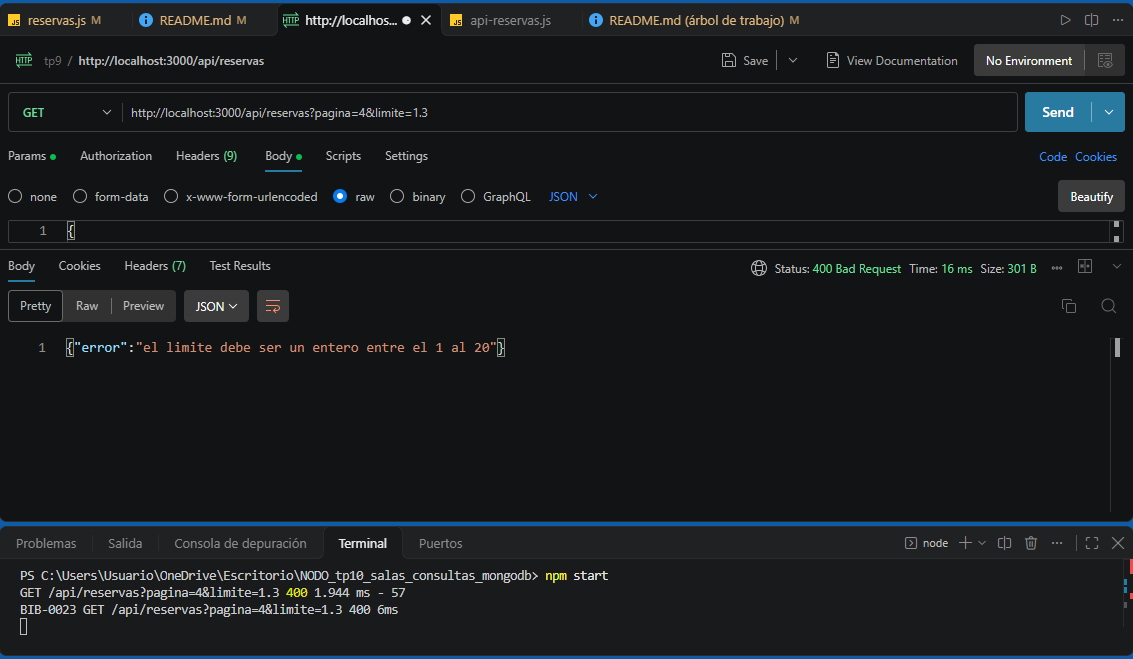 JS reservas.js M README.md M HTTP http://localhos... JS api-reservas.js README.md (árbol de trabajo) M
HTTP tp9 / http://localhost:3000/api/reservas Save View Documentation No Environment
GET http://localhost:3000/api/reservas?pagina=4&limite=1.3 Send
Params Authorization Headers (9) Body Scripts Settings Code Cookies
none form-data x-www-form-urlencoded raw binary GraphQL JSON Beautify
1 {
Body Cookies Headers (7) Test Results Status: 400 Bad Request Time: 16 ms Size: 301 B
Pretty Raw Preview JSON
1 {"error":"el limite debe ser un entero entre el 1 al 20"}
Problemas Salida Consola de depuración Terminal Puertos node
PS C:\Users\Usuario\OneDrive\Escritorio\NODO_tp10_salas_consultas_mongodb> npm start
GET /api/reservas?pagina=4&limite=1.3 400 1.944 ms - 57
BIB-0023 GET /api/reservas?pagina=4&limite=1.3 400 6ms